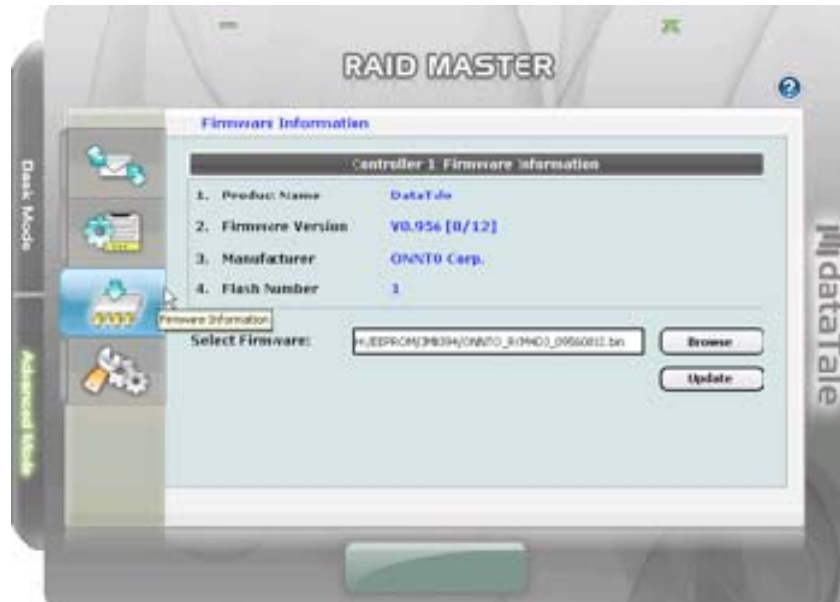 RAID MASTER
Firmware Information
Controller 1 Firmware Information
1. Product Name DataTale
2. Firmware Version V0.956 [0/12]
3. Manufacturer ONNTO Corp.
4. Flash Number 1
Firmware Information
Select Firmware:
Browse
Update
Basic Mode
Advanced Mode
dataTale